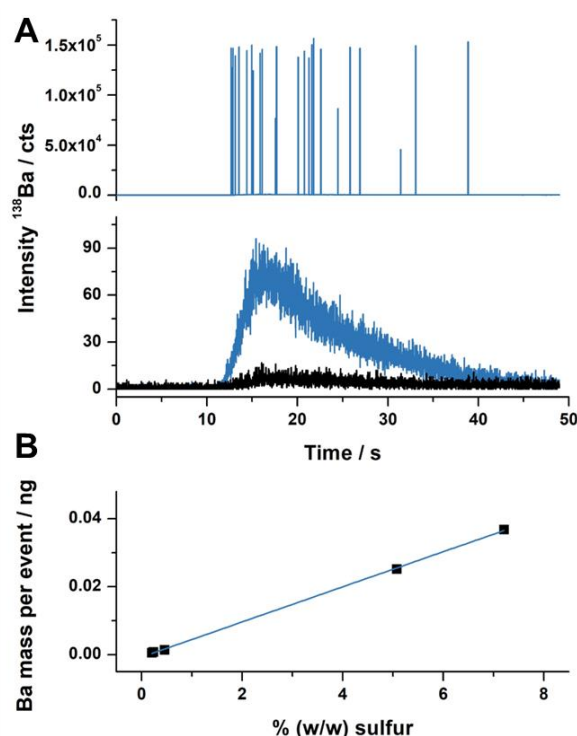 A
Intensity ¹³⁸Ba / cts
1.5x10⁵
1.0x10⁵
5.0x10⁴
0.0
90
60
30
0
0 10 20 30 40 50
Time / s
B
Ba mass per event / ng
0.04
0.02
0.00
0 2 4 6 8
% (w/w) sulfur